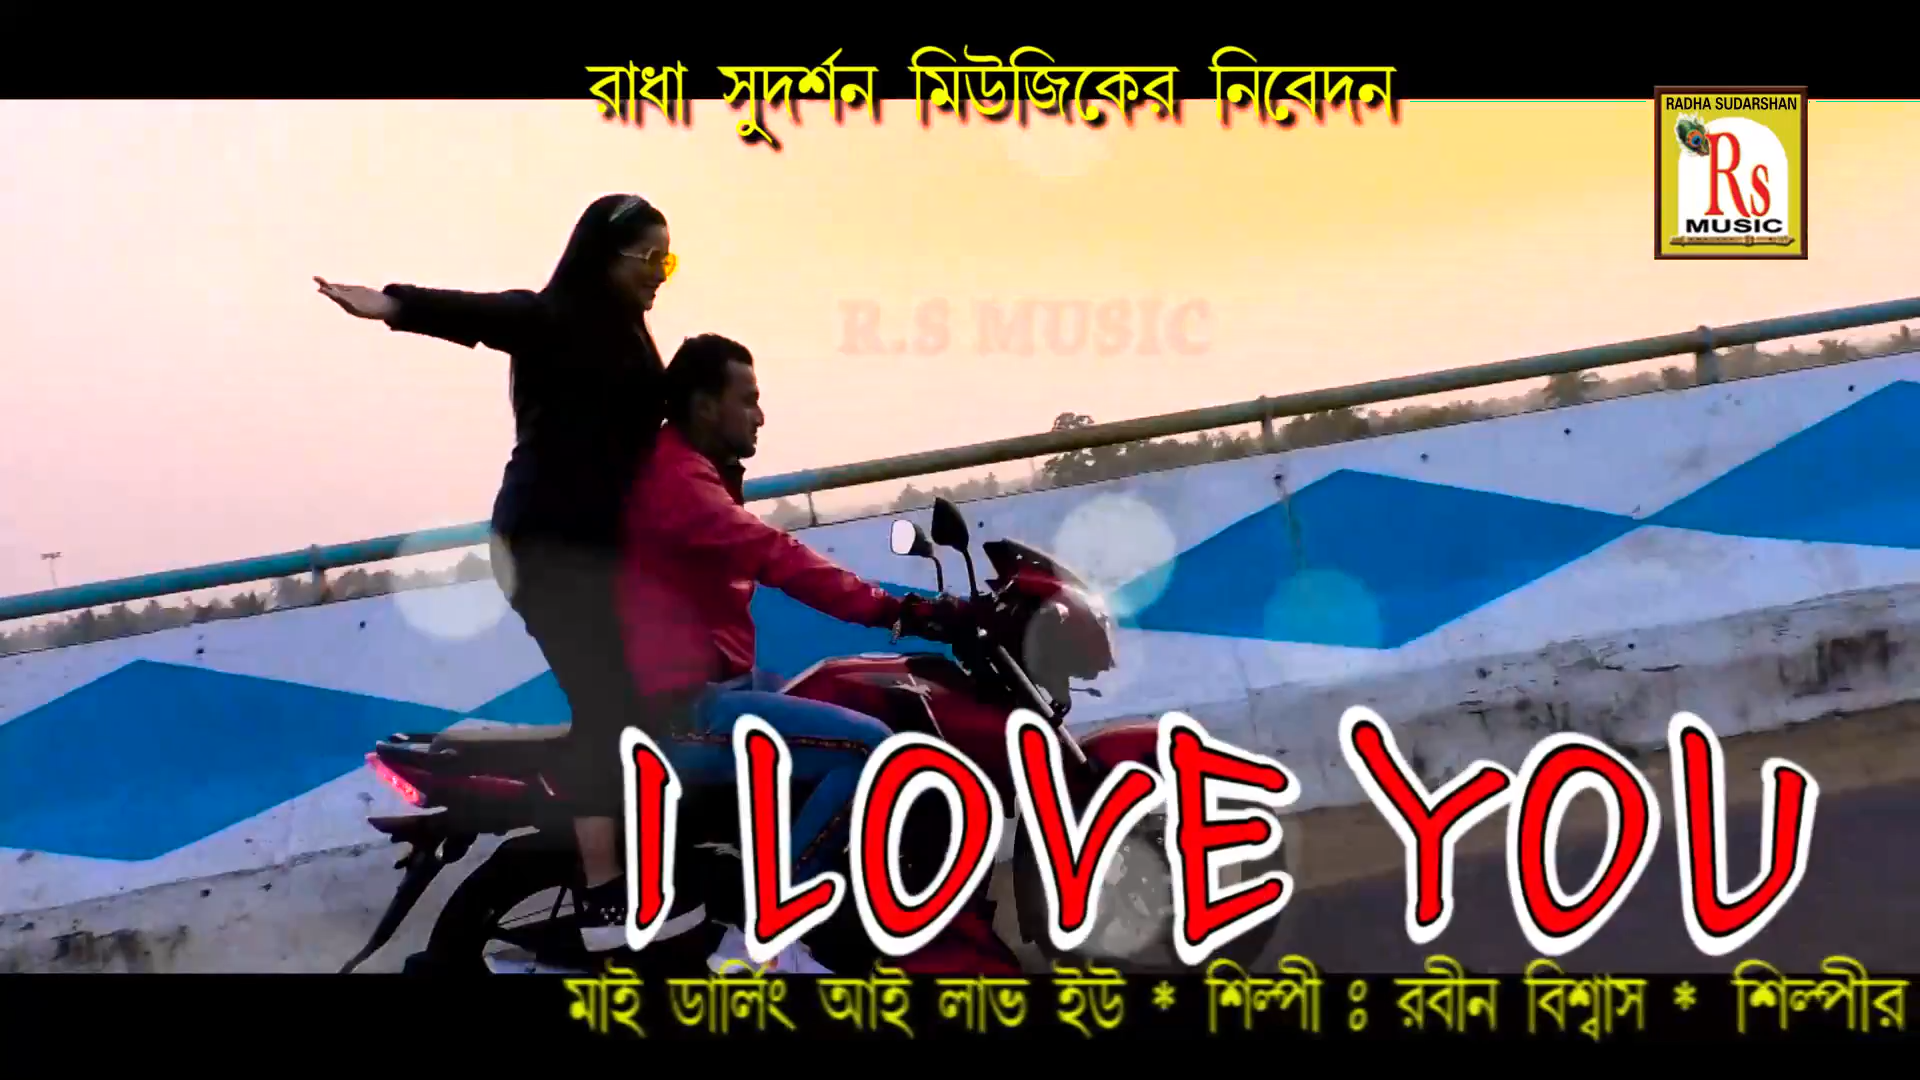 রাধা সুদর্শন মিউজিকের নিবেদন
RADHA SUDARSHAN
Rs
MUSIC
R.S MUSIC
I LOVE YOU
মাই ডার্লিং আই লাভ ইউ * শিল্পী ঃ রবীন বিশ্বাস * শিল্পীর